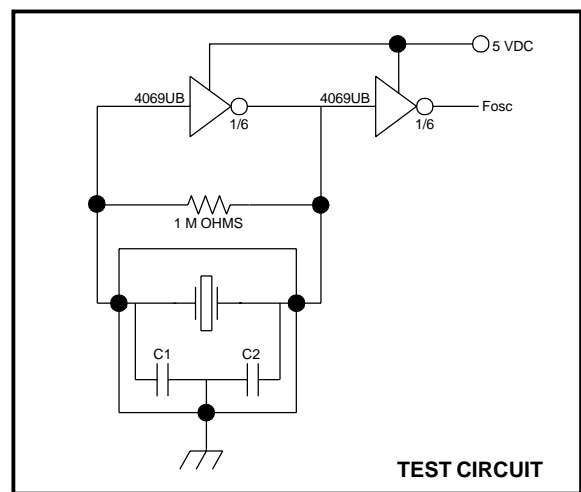 5 VDC
4069UB
1/6
4069UB
1/6
Fosc
1 M OHMS
C1
C2
TEST CIRCUIT